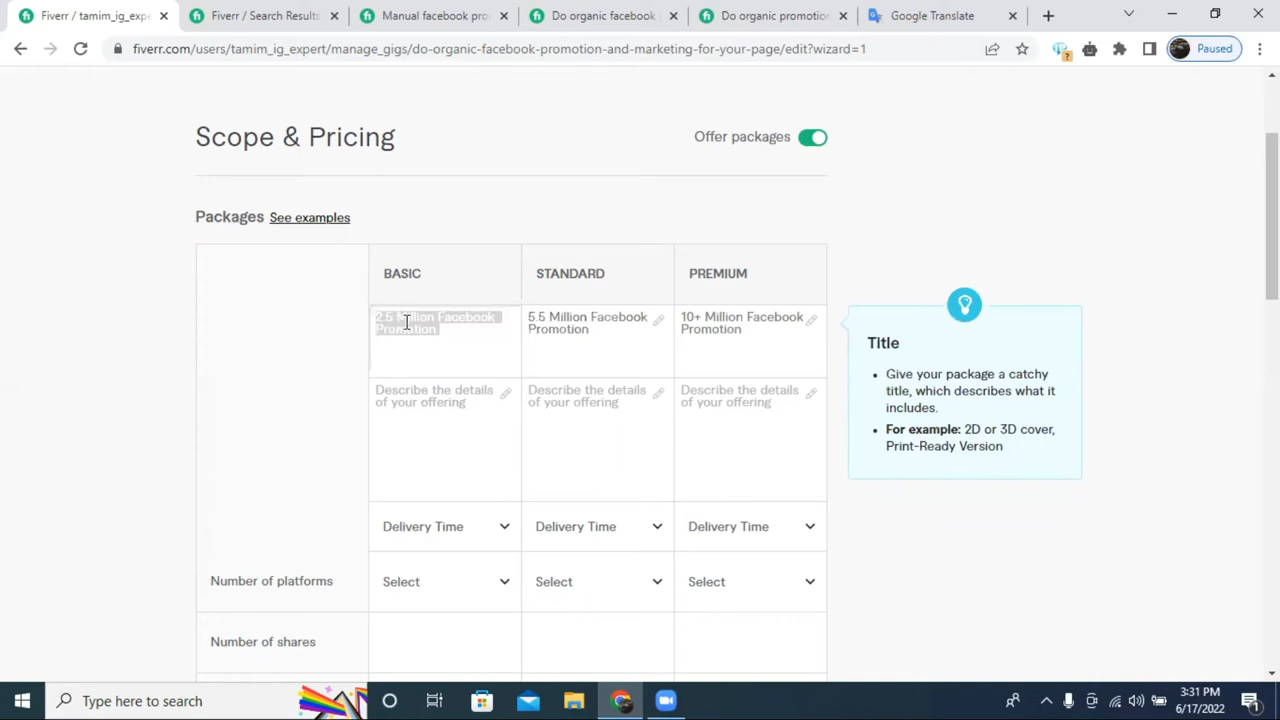 Fiverr / tamim_ig_expe
Fiverr / Search Results
Manual facebook pro
Do organic facebook
Do organic promotion
Google Translate
fiverr.com/users/tamim_ig_expert/manage_gigs/do-organic-facebook-promotion-and-marketing-for-your-page/edit?wizard=1
Paused
Scope & Pricing
Offer packages
Packages See examples
BASIC
STANDARD
PREMIUM
2.5 Million Facebook
Promotion
5.5 Million Facebook
Promotion
10+ Million Facebook
Promotion
Describe the details
of your offering
Describe the details
of your offering
Describe the details
of your offering
Delivery Time
Delivery Time
Delivery Time
Number of platforms
Select
Select
Select
Number of shares
Title
Give your package a catchy
title, which describes what it
includes.
For example: 2D or 3D cover,
Print-Ready Version
Type here to search
3:31 PM
6/17/2022
1